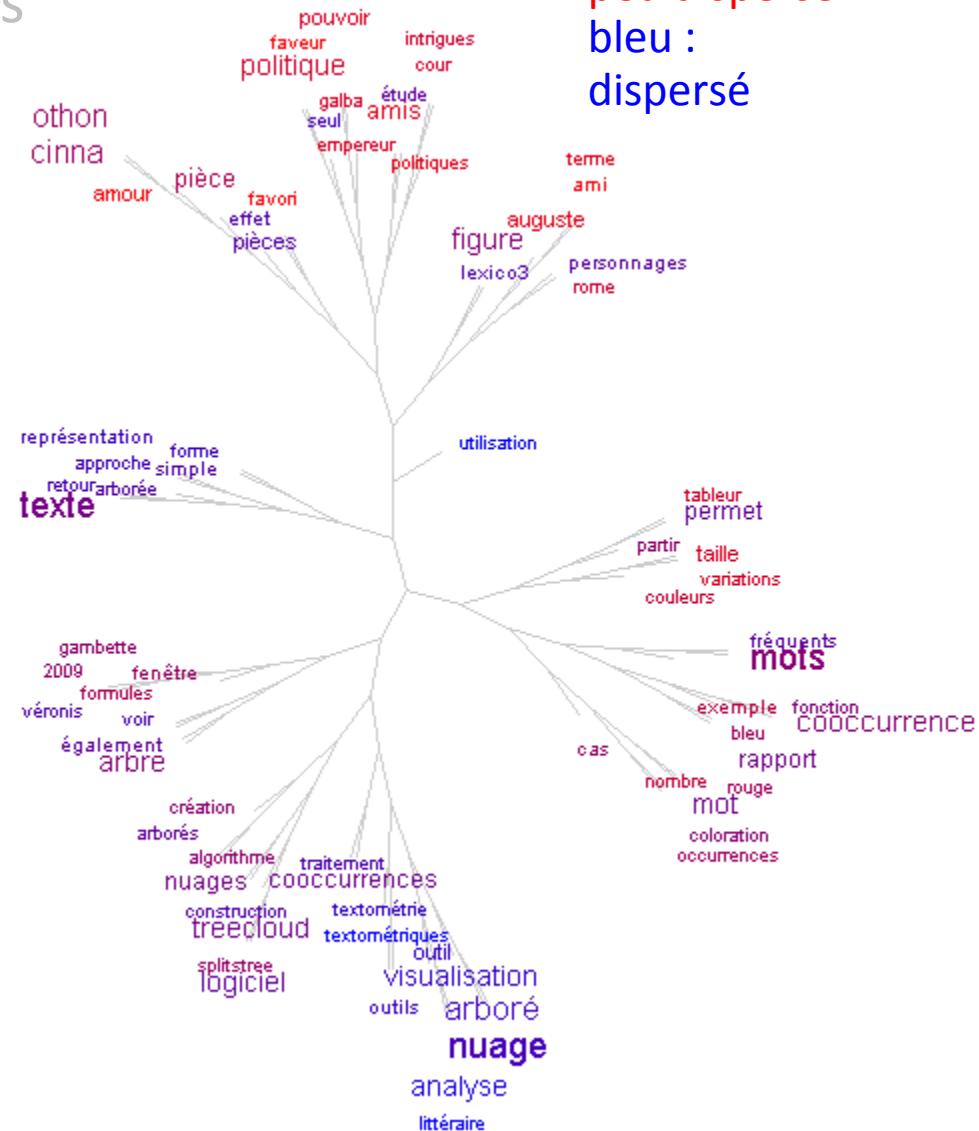 s
bleu :
dispersé
pouvoir
faveur
politique
intrigues
cour
othon
cinna
galba
amis
étude
seul
empereur
politiques
amour
pièce
favori
effet
pièces
terme
ami
auguste
figure
lexico3
personnages
rome
représentation
forme
approche
simple
retour
arborée
texte
utilisation
tableur
permet
partir
taille
variations
couleurs
fréquents
mots
exemple
fonction
cooccurrence
bleu
rapport
cas
nombre
rouge
mot
coloration
occurrences
gambette
2009
fenêtre
formules
véronis
voir
également
arbre
création
arborés
algorithme
nuages
construction
treecloud
splitstree
logiciel
traitement
cooccurrences
textométrie
textométriques
outil
visualisation
outils
arboré
nuage
analyse
littéraire